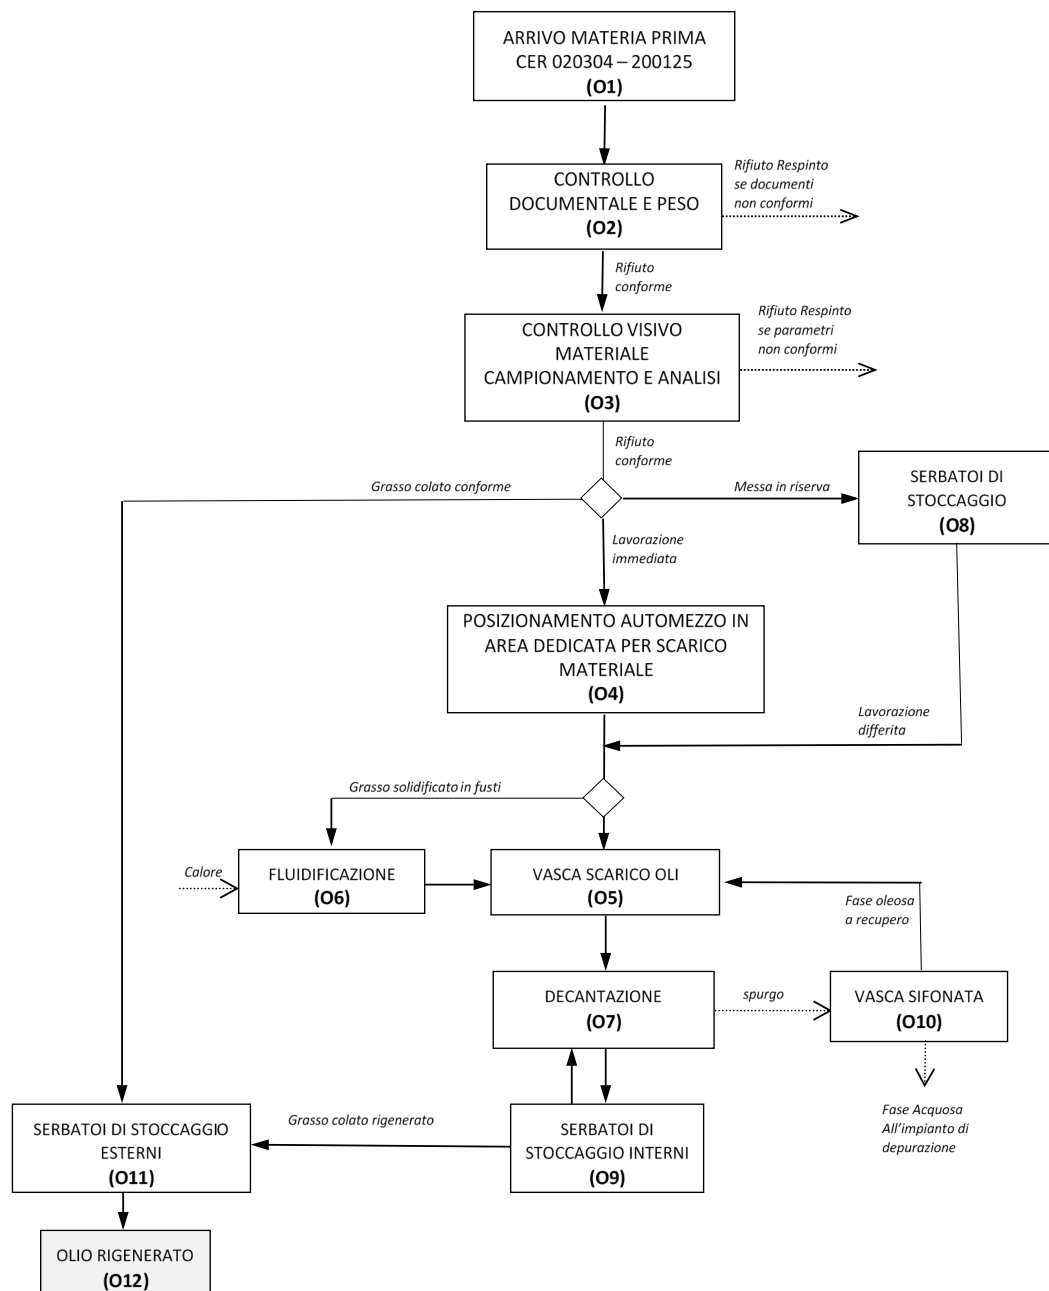 ARRIVO MATERIA PRIMA
CER 020304 – 200125
(O1)
CONTROLLO
DOCUMENTALE E PESO
(O2)
Rifiuto Respinto
se documenti
non conformi
Rifiuto
conforme
CONTROLLO VISIVO
MATERIALE
CAMPIONAMENTO E ANALISI
(O3)
Rifiuto Respinto
se parametri
non conformi
Rifiuto
conforme
Grasso colato conforme
Messa in riserva
SERBATOI DI
STOCCAGGIO
(O8)
Lavorazione
immediata
POSIZIONAMENTO AUTOMEZZO IN
AREA DEDICATA PER SCARICO
MATERIALE
(O4)
Lavorazione
differita
Grasso solidificato in fusti
Calore
FLUIDIFICAZIONE
(O6)
VASCA SCARICO OLI
(O5)
Fase oleosa
a recupero
DECANTAZIONE
(O7)
spurgo
VASCA SIFONATA
(O10)
Fase Acquosa
All'impianto di
depurazione
SERBATOI DI STOCCAGGIO
ESTERNI
(O11)
Grasso colato rigenerato
SERBATOI DI
STOCCAGGIO INTERNI
(O9)
OLIO RIGENERATO
(O12)